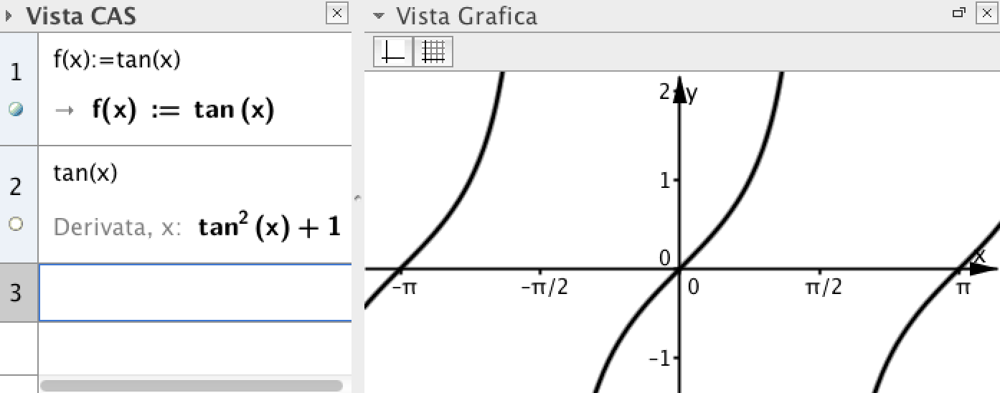 Vista CAS
1
f(x):=tan(x)
→ f(x) := tan (x)
2
tan(x)
Derivata, x: tan² (x) + 1
3
Vista Grafica
2
y
1
0
-π
-π/2
0
π/2
π
x
-1